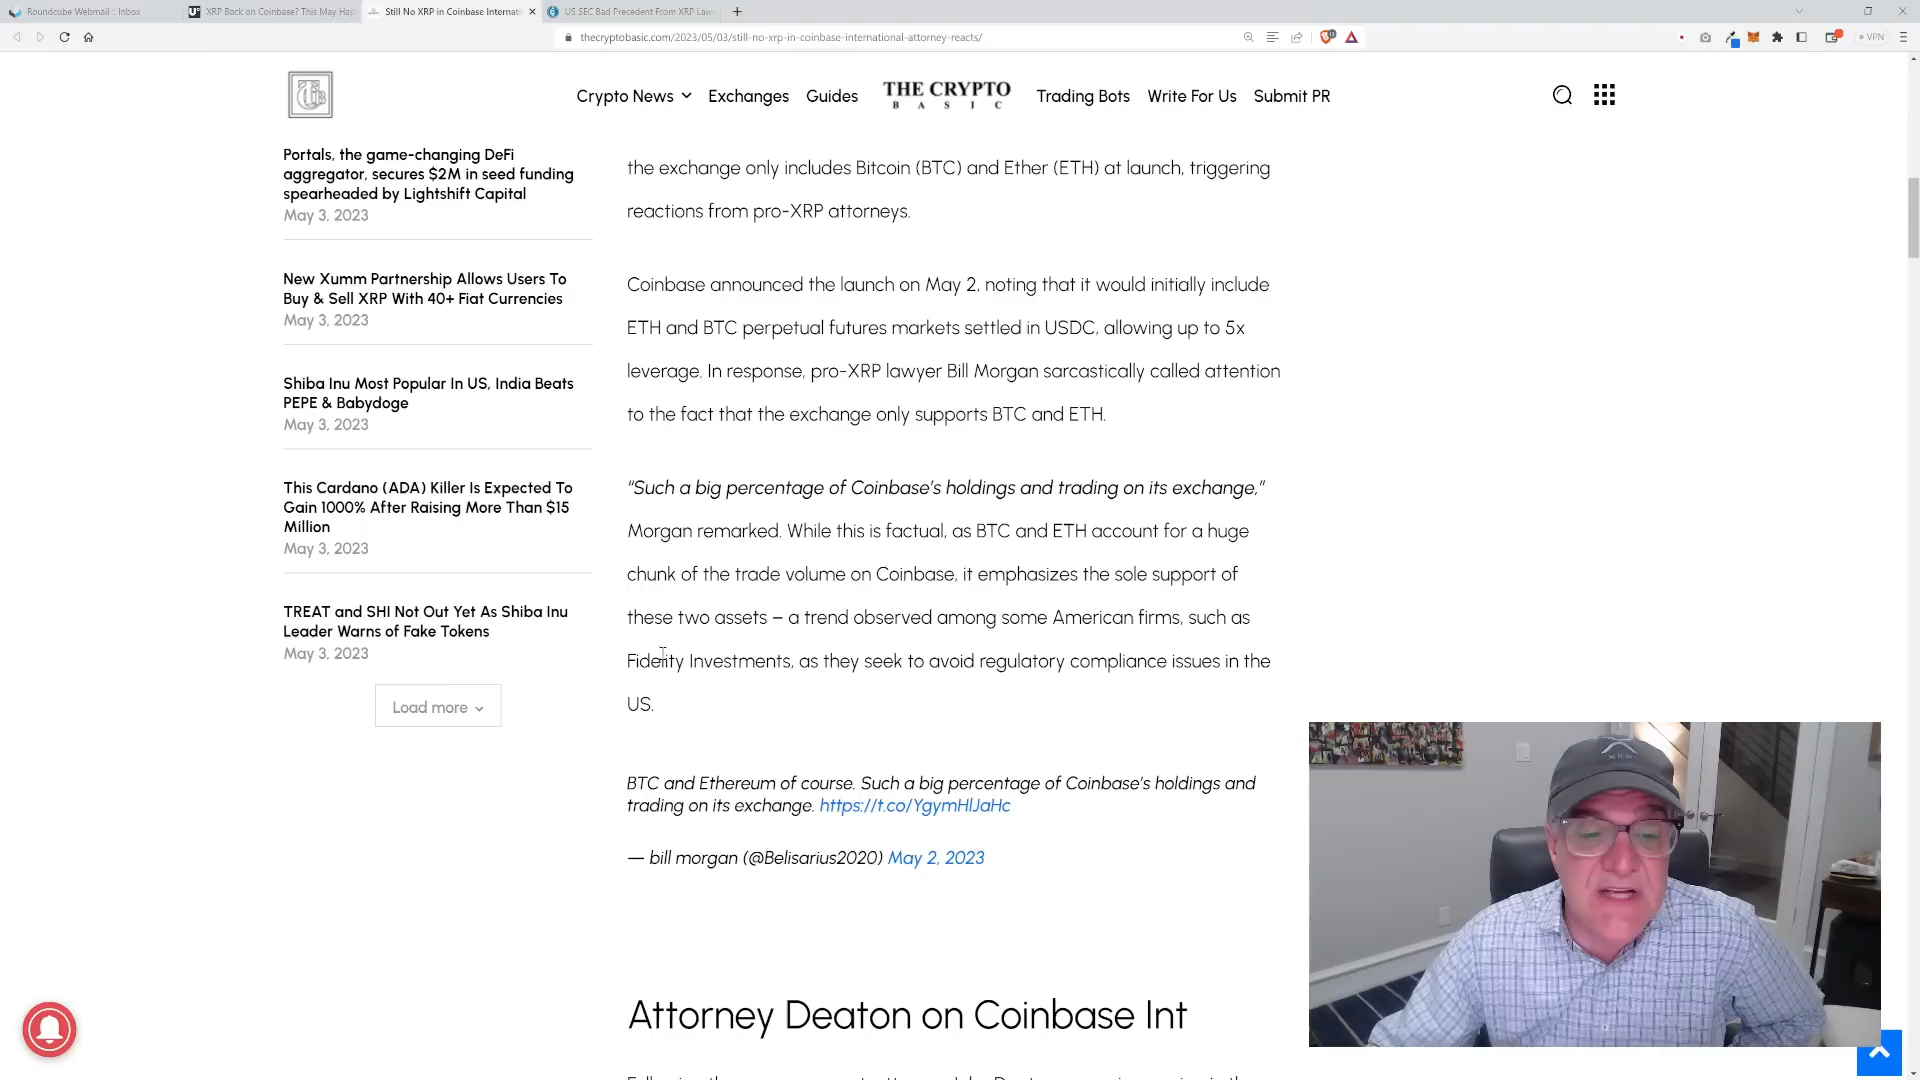 Roundcube Webmail :: Inbox
XRP Back on Coinbase? This May Hap
Still No XRP in Coinbase Internati
US SEC Bad Precedent From XRP Laws
thecryptobasic.com/2023/05/03/still-no-xrp-in-coinbase-international-attorney-reacts/
VPN
Crypto News
Exchanges
Guides
THE CRYPTO
BASIC
Trading Bots
Write For Us
Submit PR
Portals, the game-changing DeFi
aggregator, secures $2M in seed funding
spearheaded by Lightshift Capital
May 3, 2023
New Xumm Partnership Allows Users To
Buy & Sell XRP With 40+ Fiat Currencies
May 3, 2023
Shiba Inu Most Popular In US, India Beats
PEPE & Babydoge
May 3, 2023
This Cardano (ADA) Killer Is Expected To
Gain 1000% After Raising More Than $15
Million
May 3, 2023
TREAT and SHI Not Out Yet As Shiba Inu
Leader Warns of Fake Tokens
May 3, 2023
Load more
the exchange only includes Bitcoin (BTC) and Ether (ETH) at launch, triggering
reactions from pro-XRP attorneys.
Coinbase announced the launch on May 2, noting that it would initially include
ETH and BTC perpetual futures markets settled in USDC, allowing up to 5x
leverage. In response, pro-XRP lawyer Bill Morgan sarcastically called attention
to the fact that the exchange only supports BTC and ETH.
“Such a big percentage of Coinbase’s holdings and trading on its exchange,”
Morgan remarked. While this is factual, as BTC and ETH account for a huge
chunk of the trade volume on Coinbase, it emphasizes the sole support of
these two assets – a trend observed among some American firms, such as
Fidelity Investments, as they seek to avoid regulatory compliance issues in the
US.
BTC and Ethereum of course. Such a big percentage of Coinbase’s holdings and
trading on its exchange. https://t.co/YgymHlJaHc
— bill morgan (@Belisarius2020) May 2, 2023
Attorney Deaton on Coinbase Int
XRP